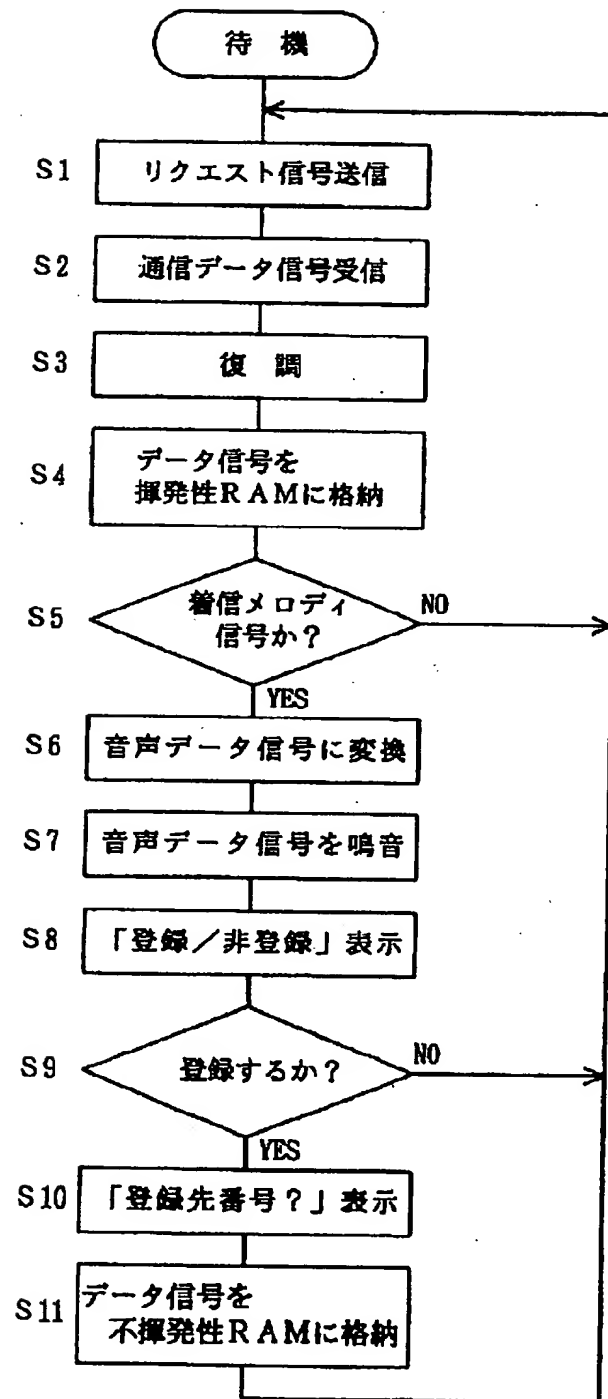 待 機
S1 リクエスト信号送信
S2 通信データ信号受信
S3 復 調
S4 データ信号を
揮発性RAMに格納
S5 着信メロディ
信号か?
NO
YES
S6 音声データ信号に変換
S7 音声データ信号を鳴音
S8 「登録/非登録」表示
S9 登録するか?
NO
YES
S10 「登録先番号?」表示
S11 データ信号を
不揮発性RAMに格納